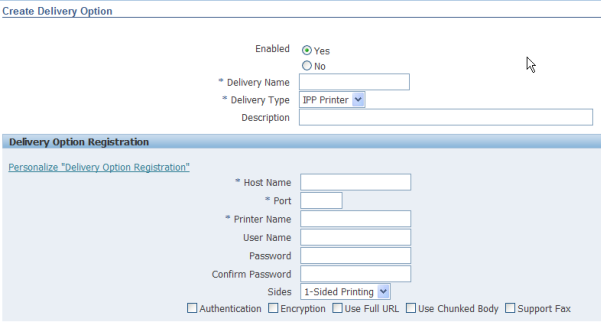 Create Delivery Option
Enabled Yes
No
* Delivery Name
* Delivery Type IPP Printer
Description
Delivery Option Registration
Personalize "Delivery Option Registration"
* Host Name
* Port
* Printer Name
User Name
Password
Confirm Password
Sides 1-Sided Printing
Authentication Encryption Use Full URL Use Chunked Body Support Fax